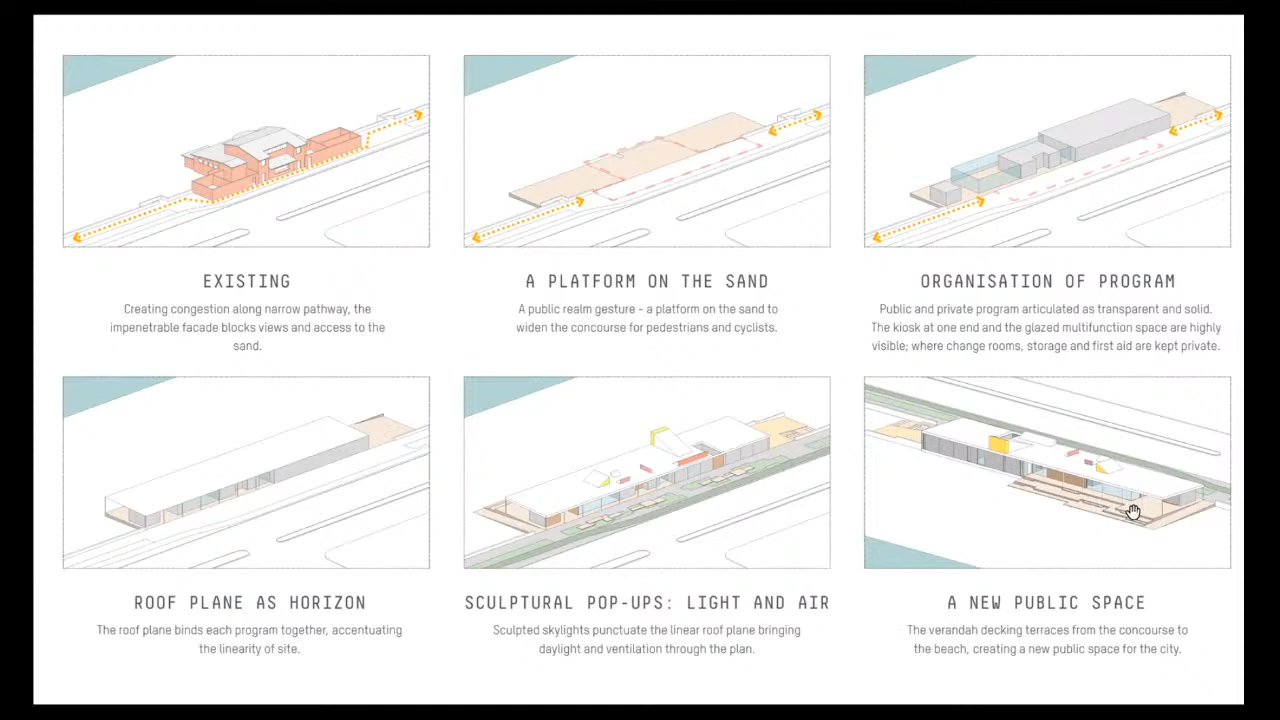 EXISTING
Creating congestion along narrow pathway, the
impenetrable facade blocks views and access to the
sand.
A PLATFORM ON THE SAND
A public realm gesture - a platform on the sand to
widen the concourse for pedestrians and cyclists.
ORGANISATION OF PROGRAM
Public and private program articulated as transparent and solid.
The kiosk at one end and the glazed multifunction space are highly
visible; where change rooms, storage and first aid are kept private.
ROOF PLANE AS HORIZON
The roof plane binds each program together, accentuating
the linearity of site.
SCULPTURAL POP-UPS: LIGHT AND AIR
Sculpted skylights punctuate the linear roof plane bringing
daylight and ventilation through the plan.
A NEW PUBLIC SPACE
The verandah decking terraces from the concourse to
the beach, creating a new public space for the city.